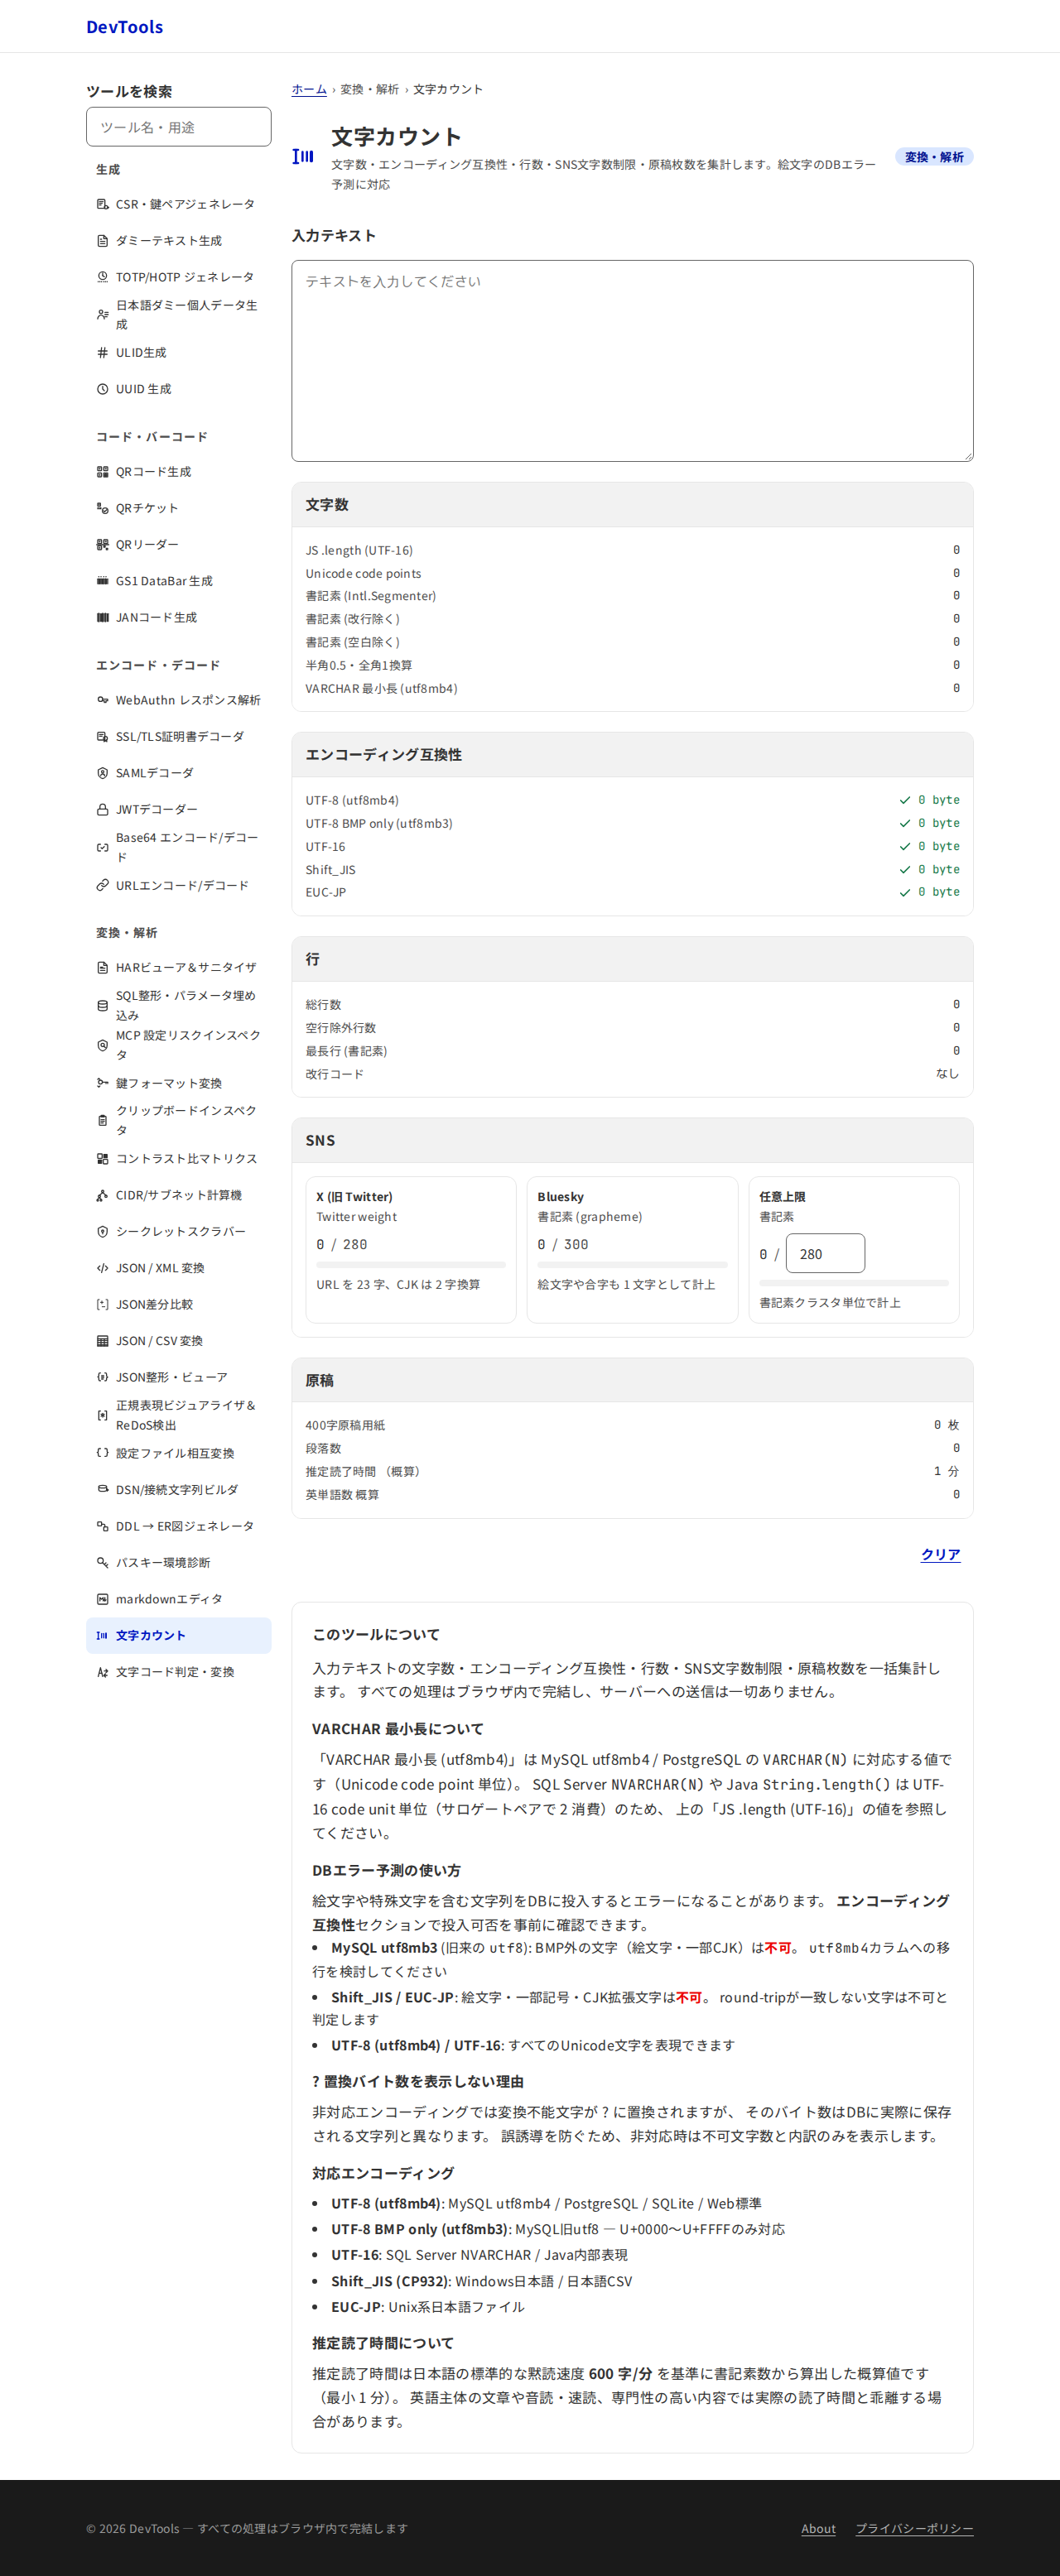 DevTools
ツールを検索
ツール名・用途
生成
CSR・鍵ペアジェネレータ
ダミーテキスト生成
TOTP/HOTP ジェネレータ
日本語ダミー個人データ生
成
ULID生成
UUID 生成
コード・バーコード
QRコード生成
QRチケット
QRリーダー
GS1 DataBar 生成
JANコード生成
エンコード・デコード
WebAuthn レスポンス解析
SSL/TLS証明書デコーダ
SAMLデコーダ
JWTデコーダー
Base64 エンコード/デコー
ド
URLエンコード/デコード
変換・解析
HARビューア＆サニタイザ
SQL整形・パラメータ埋め
込み
MCP 設定リスクインスペク
タ
鍵フォーマット変換
クリップボードインスペク
タ
コントラスト比マトリクス
CIDR/サブネット計算機
シークレットスクラバー
JSON / XML 変換
JSON差分比較
JSON / CSV 変換
JSON整形・ビューア
正規表現ビジュアライザ＆
ReDoS検出
設定ファイル相互変換
DSN/接続文字列ビルダ
DDL → ER図ジェネレータ
パスキー環境診断
markdownエディタ
文字カウント
文字コード判定・変換
ホーム › 変換・解析 › 文字カウント
文字カウント
文字数・エンコーディング互換性・行数・SNS文字数制限・原稿枚数を集計します。絵文字のDBエラー
予測に対応
変換・解析
入力テキスト
テキストを入力してください
文字数
JS .length (UTF-16) 0
Unicode code points 0
書記素 (Intl.Segmenter) 0
書記素 (改行除く) 0
書記素 (空白除く) 0
半角0.5・全角1換算 0
VARCHAR 最小長 (utf8mb4) 0
エンコーディング互換性
UTF-8 (utf8mb4) 0 byte
UTF-8 BMP only (utf8mb3) 0 byte
UTF-16 0 byte
Shift_JIS 0 byte
EUC-JP 0 byte
行
総行数 0
空行除外行数 0
最長行 (書記素) 0
改行コード なし
SNS
X (旧 Twitter)
Twitter weight
0 / 280
URL を 23 字、CJK は 2 字換算
Bluesky
書記素 (grapheme)
0 / 300
絵文字や合字も 1 文字として計上
任意上限
書記素
0 / 280
書記素クラスタ単位で計上
原稿
400字原稿用紙 0 枚
段落数 0
推定読了時間 （概算） 1 分
英単語数 概算 0
クリア
このツールについて
入力テキストの文字数・エンコーディング互換性・行数・SNS文字数制限・原稿枚数を一括集計し
ます。 すべての処理はブラウザ内で完結し、サーバーへの送信は一切ありません。
VARCHAR 最小長について
「VARCHAR 最小長 (utf8mb4)」は MySQL utf8mb4 / PostgreSQL の VARCHAR(N) に対応する値で
す（Unicode code point 単位）。 SQL Server NVARCHAR(N) や Java String.length() は UTF-
16 code unit 単位（サロゲートペアで 2 消費）のため、 上の「JS .length (UTF-16)」の値を参照し
てください。
DBエラー予測の使い方
絵文字や特殊文字を含む文字列をDBに投入するとエラーになることがあります。 エンコーディング
互換性セクションで投入可否を事前に確認できます。
• MySQL utf8mb3 (旧来の utf8): BMP外の文字（絵文字・一部CJK）は不可。 utf8mb4カラムへの移
行を検討してください
• Shift_JIS / EUC-JP: 絵文字・一部記号・CJK拡張文字は不可。 round-tripが一致しない文字は不可と
判定します
• UTF-8 (utf8mb4) / UTF-16: すべてのUnicode文字を表現できます
? 置換バイト数を表示しない理由
非対応エンコーディングでは変換不能文字が ? に置換されますが、 そのバイト数はDBに実際に保存
される文字列と異なります。 誤誘導を防ぐため、非対応時は不可文字数と内訳のみを表示します。
対応エンコーディング
• UTF-8 (utf8mb4): MySQL utf8mb4 / PostgreSQL / SQLite / Web標準
• UTF-8 BMP only (utf8mb3): MySQL旧utf8 — U+0000〜U+FFFFのみ対応
• UTF-16: SQL Server NVARCHAR / Java内部表現
• Shift_JIS (CP932): Windows日本語 / 日本語CSV
• EUC-JP: Unix系日本語ファイル
推定読了時間について
推定読了時間は日本語の標準的な黙読速度 600 字/分 を基準に書記素数から算出した概算値です
（最小 1 分）。 英語主体の文章や音読・速読、専門性の高い内容では実際の読了時間と乖離する場
合があります。
© 2026 DevTools — すべての処理はブラウザ内で完結します
About プライバシーポリシー